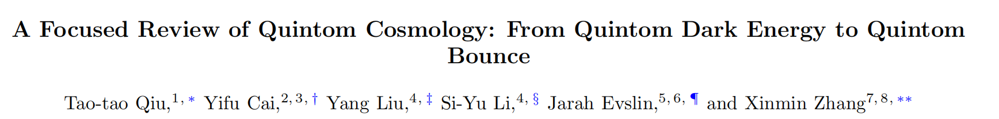 A Focused Review of Quintom Cosmology: From Quintom Dark Energy to Quintom
Bounce
Tao-tao Qiu,1, * Yifu Cai,2, 3, † Yang Liu,4, ‡ Si-Yu Li,4, § Jarah Evslin,5, 6, ¶ and Xinmin Zhang7, 8, **